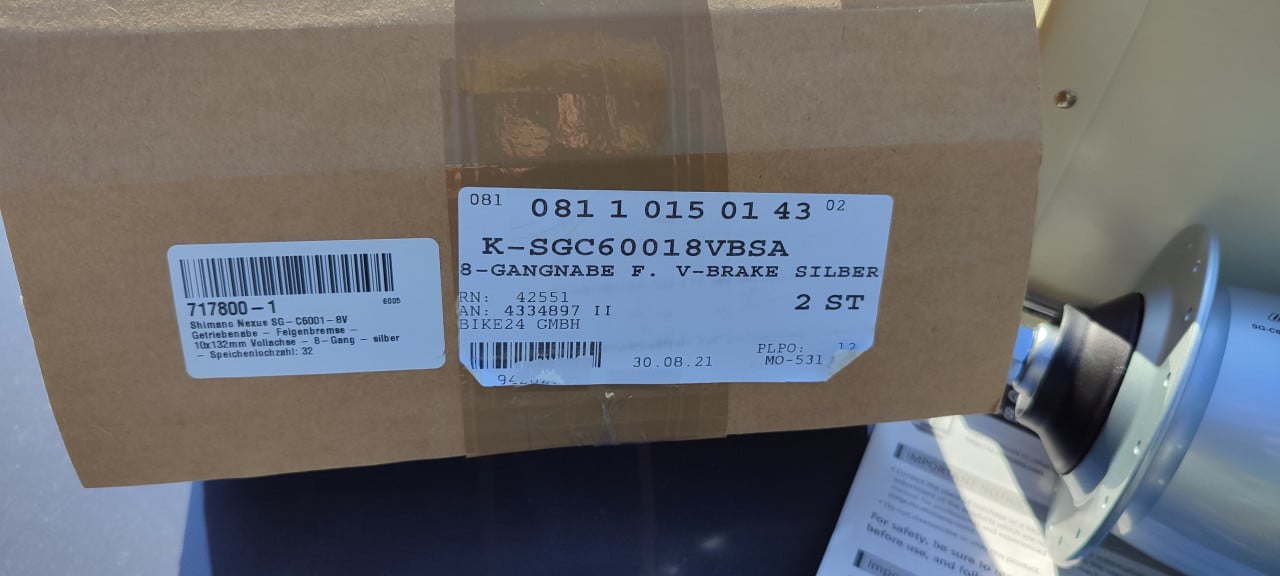 717800-1
6005
Shimano Nexus SG-C6001-8V
Getriebenabe - Felgenbremse -
10x132mm Vollachse - 8-Gang - silber
- Speichenlochzahl: 32
081
081 1 015 01 43
02
K-SGC60018VBSA
8-GANGNABE F. V-BRAKE SILBER
RN: 42551
2 ST
AN: 4334897 II
BIKE24 GMBH
30.08.21
PLPO: 12
MO-531
IMPORTANT NOTICE
For safety, be sure to
before, use, and